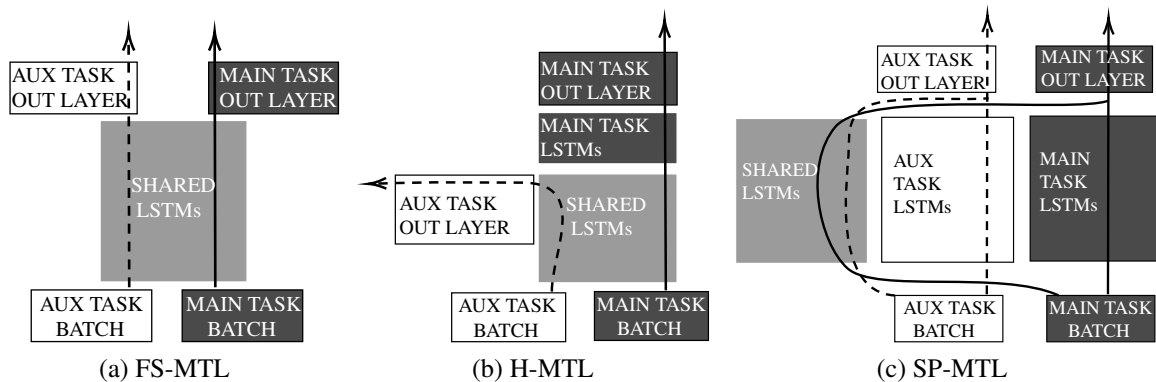 AUX TASK
OUT LAYER
MAIN TASK
OUT LAYER
SHARED
LSTMs
AUX TASK
BATCH
MAIN TASK
BATCH
(a) FS-MTL
MAIN TASK
OUT LAYER
MAIN TASK
LSTMs
AUX TASK
OUT LAYER
SHARED
LSTMs
AUX TASK
BATCH
MAIN TASK
BATCH
(b) H-MTL
AUX TASK
OUT LAYER
MAIN TASK
OUT LAYER
SHARED
LSTMs
AUX
TASK
LSTMs
MAIN
TASK
LSTMs
AUX TASK
BATCH
MAIN TASK
BATCH
(c) SP-MTL